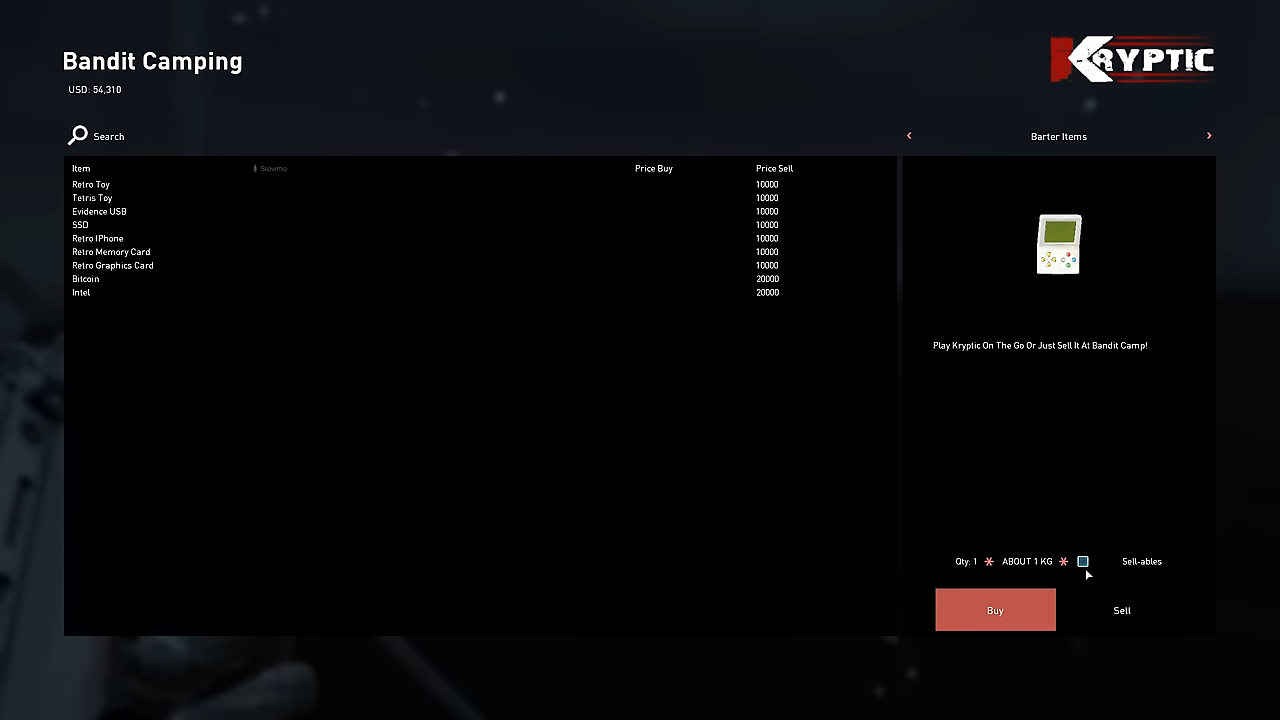 Bandit Camping
KRYPTIC
USD: 54,310
Search
< Barter Items >
Item Slowmo Price Buy Price Sell
Retro Toy 10000
Tetris Toy 10000
Evidence USB 10000
SSD 10000
Retro IPhone 10000
Retro Memory Card 10000
Retro Graphics Card 10000
Bitcoin 20000
Intel 20000
Play Kryptic On The Go Or Just Sell It At Bandit Camp!
Qty: 1 * ABOUT 1 KG * Sell-ables
Buy Sell